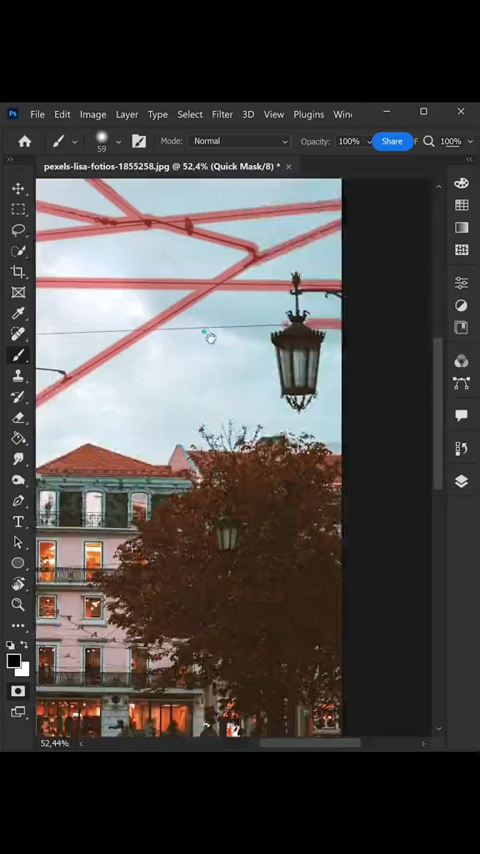 Ps File Edit Image Layer Type Select Filter 3D View Plugins Win
59 Mode: Normal Opacity: 100% Share F 100%
pexels-lisa-fotios-1855258.jpg @ 52,4% (Quick Mask/8) *
T
52,44%